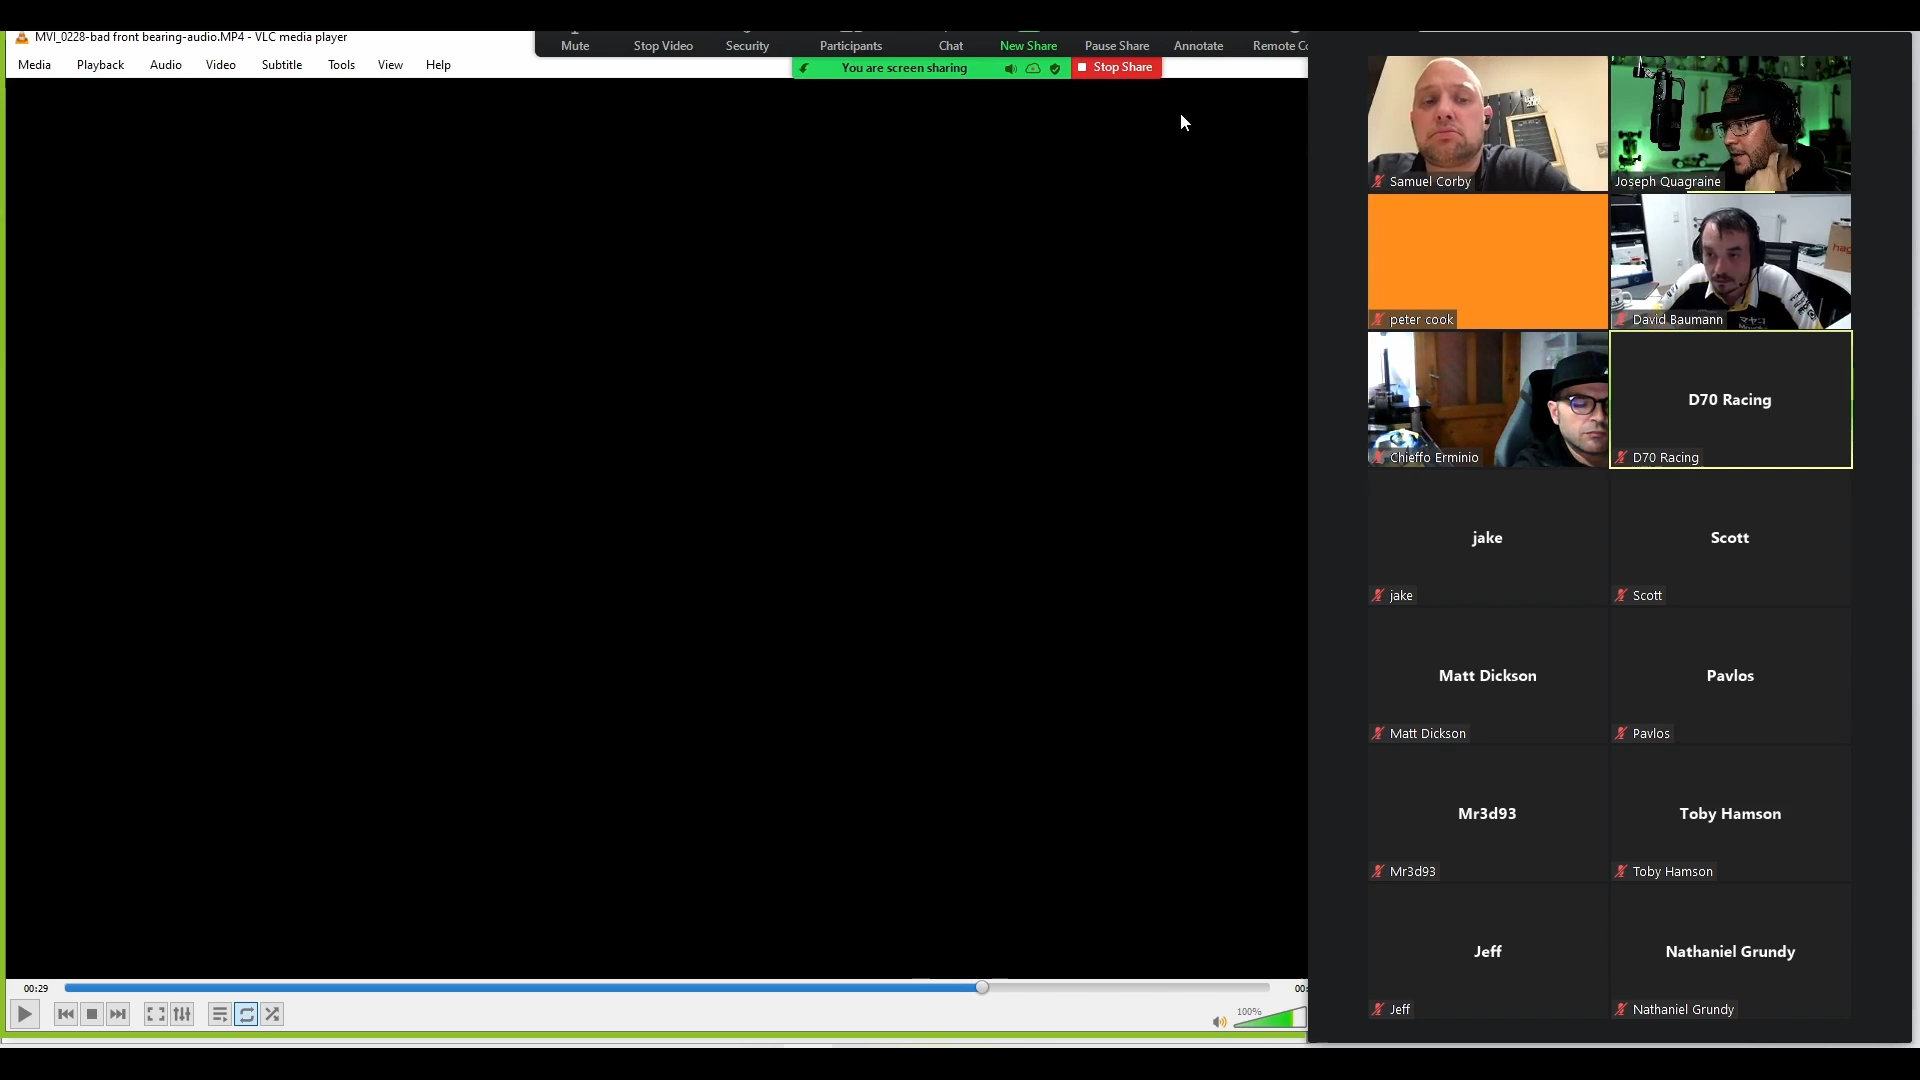 MVI_0228-bad front bearing-audio.MP4 - VLC media player
Media Playback Audio Video Subtitle Tools View Help
Mute Stop Video Security Participants Chat New Share Pause Share Annotate Remote Co
You are screen sharing Stop Share
Samuel Corby
Joseph Quagraine
peter cook
David Baumann
Chieffo Erminio
D70 Racing
D70 Racing
jake
jake
Scott
Scott
Matt Dickson
Matt Dickson
Pavlos
Pavlos
Mr3d93
Mr3d93
Toby Hamson
Toby Hamson
Jeff
Jeff
Nathaniel Grundy
Nathaniel Grundy
00:29
00:
100%